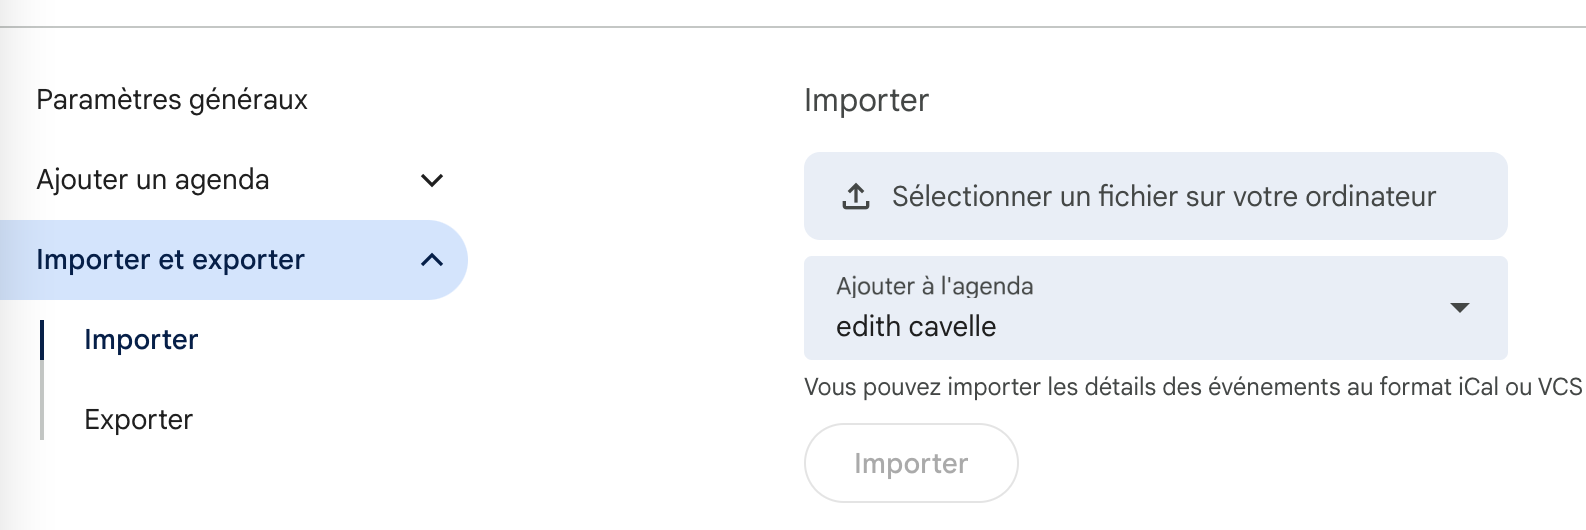 Paramètres généraux
Ajouter un agenda
Importer et exporter
Importer
Exporter
Importer
Sélectionner un fichier sur votre ordinateur
Ajouter à l'agenda
edith cavelle
Vous pouvez importer les détails des événements au format iCal ou VCS
Importer